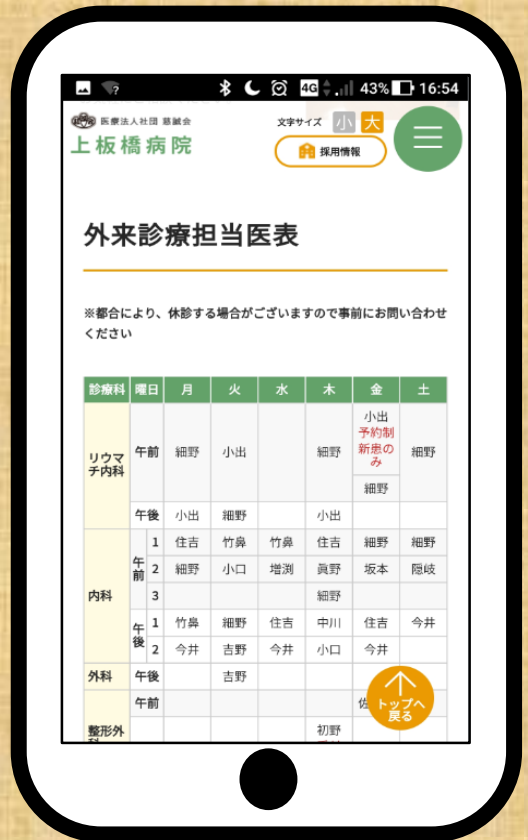 ? 4G 43% 16:54
医療法人社団 慈誠会
上板橋病院
文字サイズ 小 大
採用情報
外来診療担当医表
※都合により、休診する場合がございますので事前にお問い合わせ
ください
診療科 曜日 月 火 水 木 金 土
リウマチ内科 午前 細野 小出 細野 小出 予約制 新患のみ 細野 細野
午後 小出 細野 小出
内科 午前 1 住吉 竹鼻 竹鼻 住吉 細野 細野
2 細野 小口 増渕 眞野 坂本 隠岐
3 細野
午後 1 竹鼻 細野 住吉 中川 住吉 今井
2 今井 吉野 今井 小口 今井
外科 午後 吉野
整形外 午前 佐
初野
トップへ
戻る